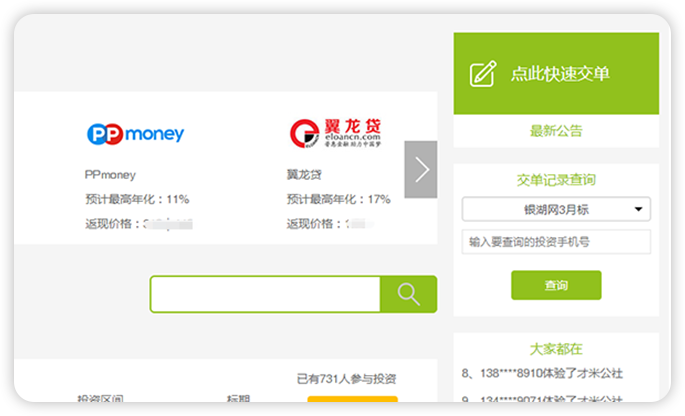 PPmoney
翼龙贷
eloancn.com
普惠金融 助力中国梦
PPmoney
翼龙贷
预计最高年化：11%
预计最高年化：17%
返现价格：
返现价格：
点此快速交单
最新公告
交单记录查询
银湖网3月标
输入要查询的投资手机号
查询
已有731人参与投资
投资区间
标期
大家都在
8、138****8910体验了才米公社
9、134****9071体验了才米公社